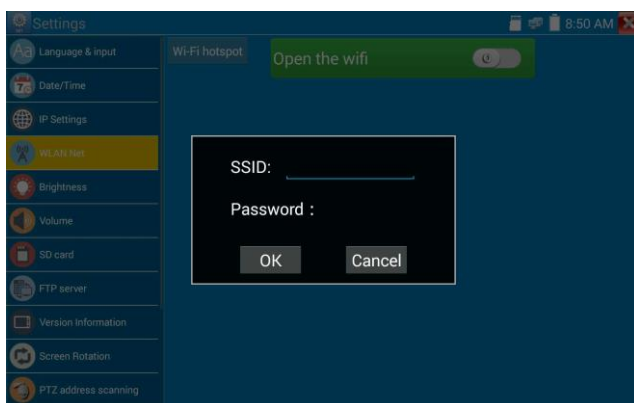 Settings
8:50 AM
Aa
Language & input
Wi-Fi hotspot
Open the wifi
Date/Time
IP Settings
WLAN Net
SSID:
Brightness
Password :
Volume
SD card
OK
Cancel
FTP server
Version Information
Screen Rotation
PTZ address scanning